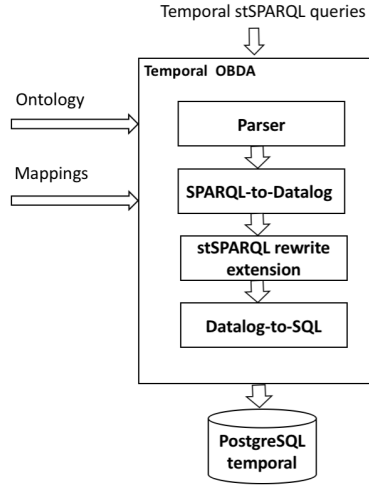 Temporal stSPARQL queries
Temporal OBDA
Ontology
Parser
Mappings
SPARQL-to-Datalog
stSPARQL rewrite
extension
Datalog-to-SQL
PostgreSQL
temporal